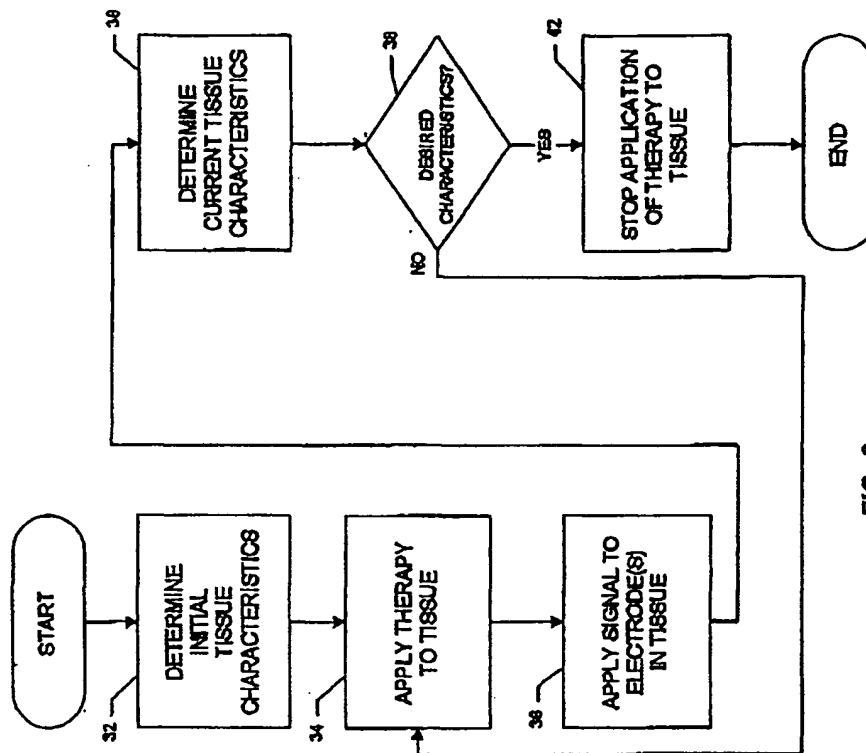 START
32
DETERMINE
INITIAL
TISSUE
CHARACTERISTICS
34
APPLY THERAPY
TO TISSUE
36
APPLY SIGNAL TO
ELECTRODE(S)
IN TISSUE
38
DETERMINE
CURRENT TISSUE
CHARACTERISTICS
38
DESIRED
CHARACTERISTICS?
NO
YES
42
STOP APPLICATION
OF THERAPY TO
TISSUE
END